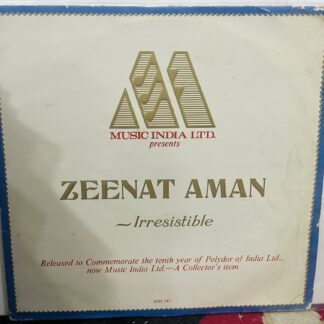 MUSIC INDIA LTD.
presents
ZEENAT AMAN
~Irresistible
Released to Commemorate the tenth year of Polydor of India Ltd.,
now Music India Ltd.—A Collector's item